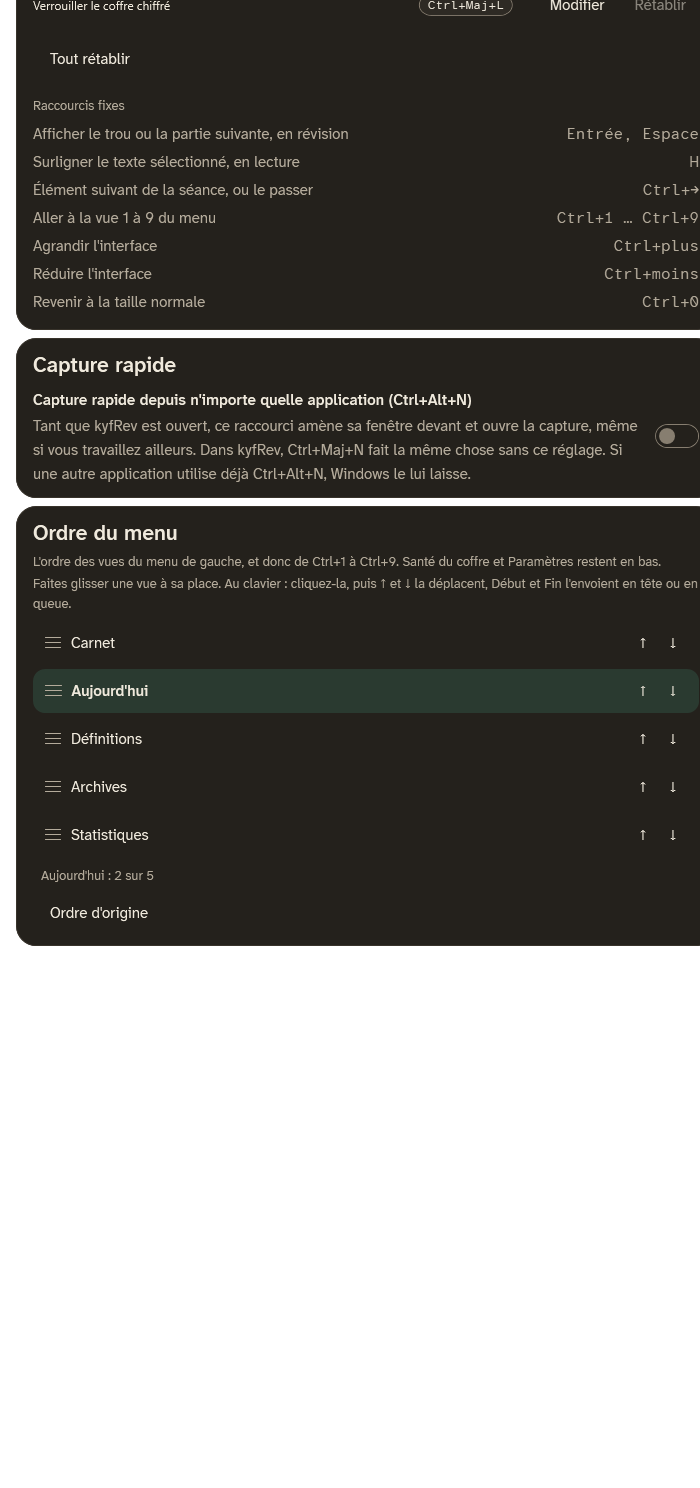 Verrouiller le coffre chiffré Ctrl+Maj+L Modifier Rétablir
Tout rétablir
Raccourcis fixes
Afficher le trou ou la partie suivante, en révision Entrée, Espace
Surligner le texte sélectionné, en lecture H
Élément suivant de la séance, ou le passer Ctrl+→
Aller à la vue 1 à 9 du menu Ctrl+1 … Ctrl+9
Agrandir l'interface Ctrl+plus
Réduire l'interface Ctrl+moins
Revenir à la taille normale Ctrl+0
Capture rapide
Capture rapide depuis n'importe quelle application (Ctrl+Alt+N)
Tant que kyfRev est ouvert, ce raccourci amène sa fenêtre devant et ouvre la capture, même
si vous travaillez ailleurs. Dans kyfRev, Ctrl+Maj+N fait la même chose sans ce réglage. Si
une autre application utilise déjà Ctrl+Alt+N, Windows le lui laisse.
Ordre du menu
L'ordre des vues du menu de gauche, et donc de Ctrl+1 à Ctrl+9. Santé du coffre et Paramètres restent en bas.
Faites glisser une vue à sa place. Au clavier : cliquez-la, puis ↑ et ↓ la déplacent, Début et Fin l'envoient en tête ou en
queue.
Carnet ↑ ↓
Aujourd'hui ↑ ↓
Définitions ↑ ↓
Archives ↑ ↓
Statistiques ↑ ↓
Aujourd'hui : 2 sur 5
Ordre d'origine